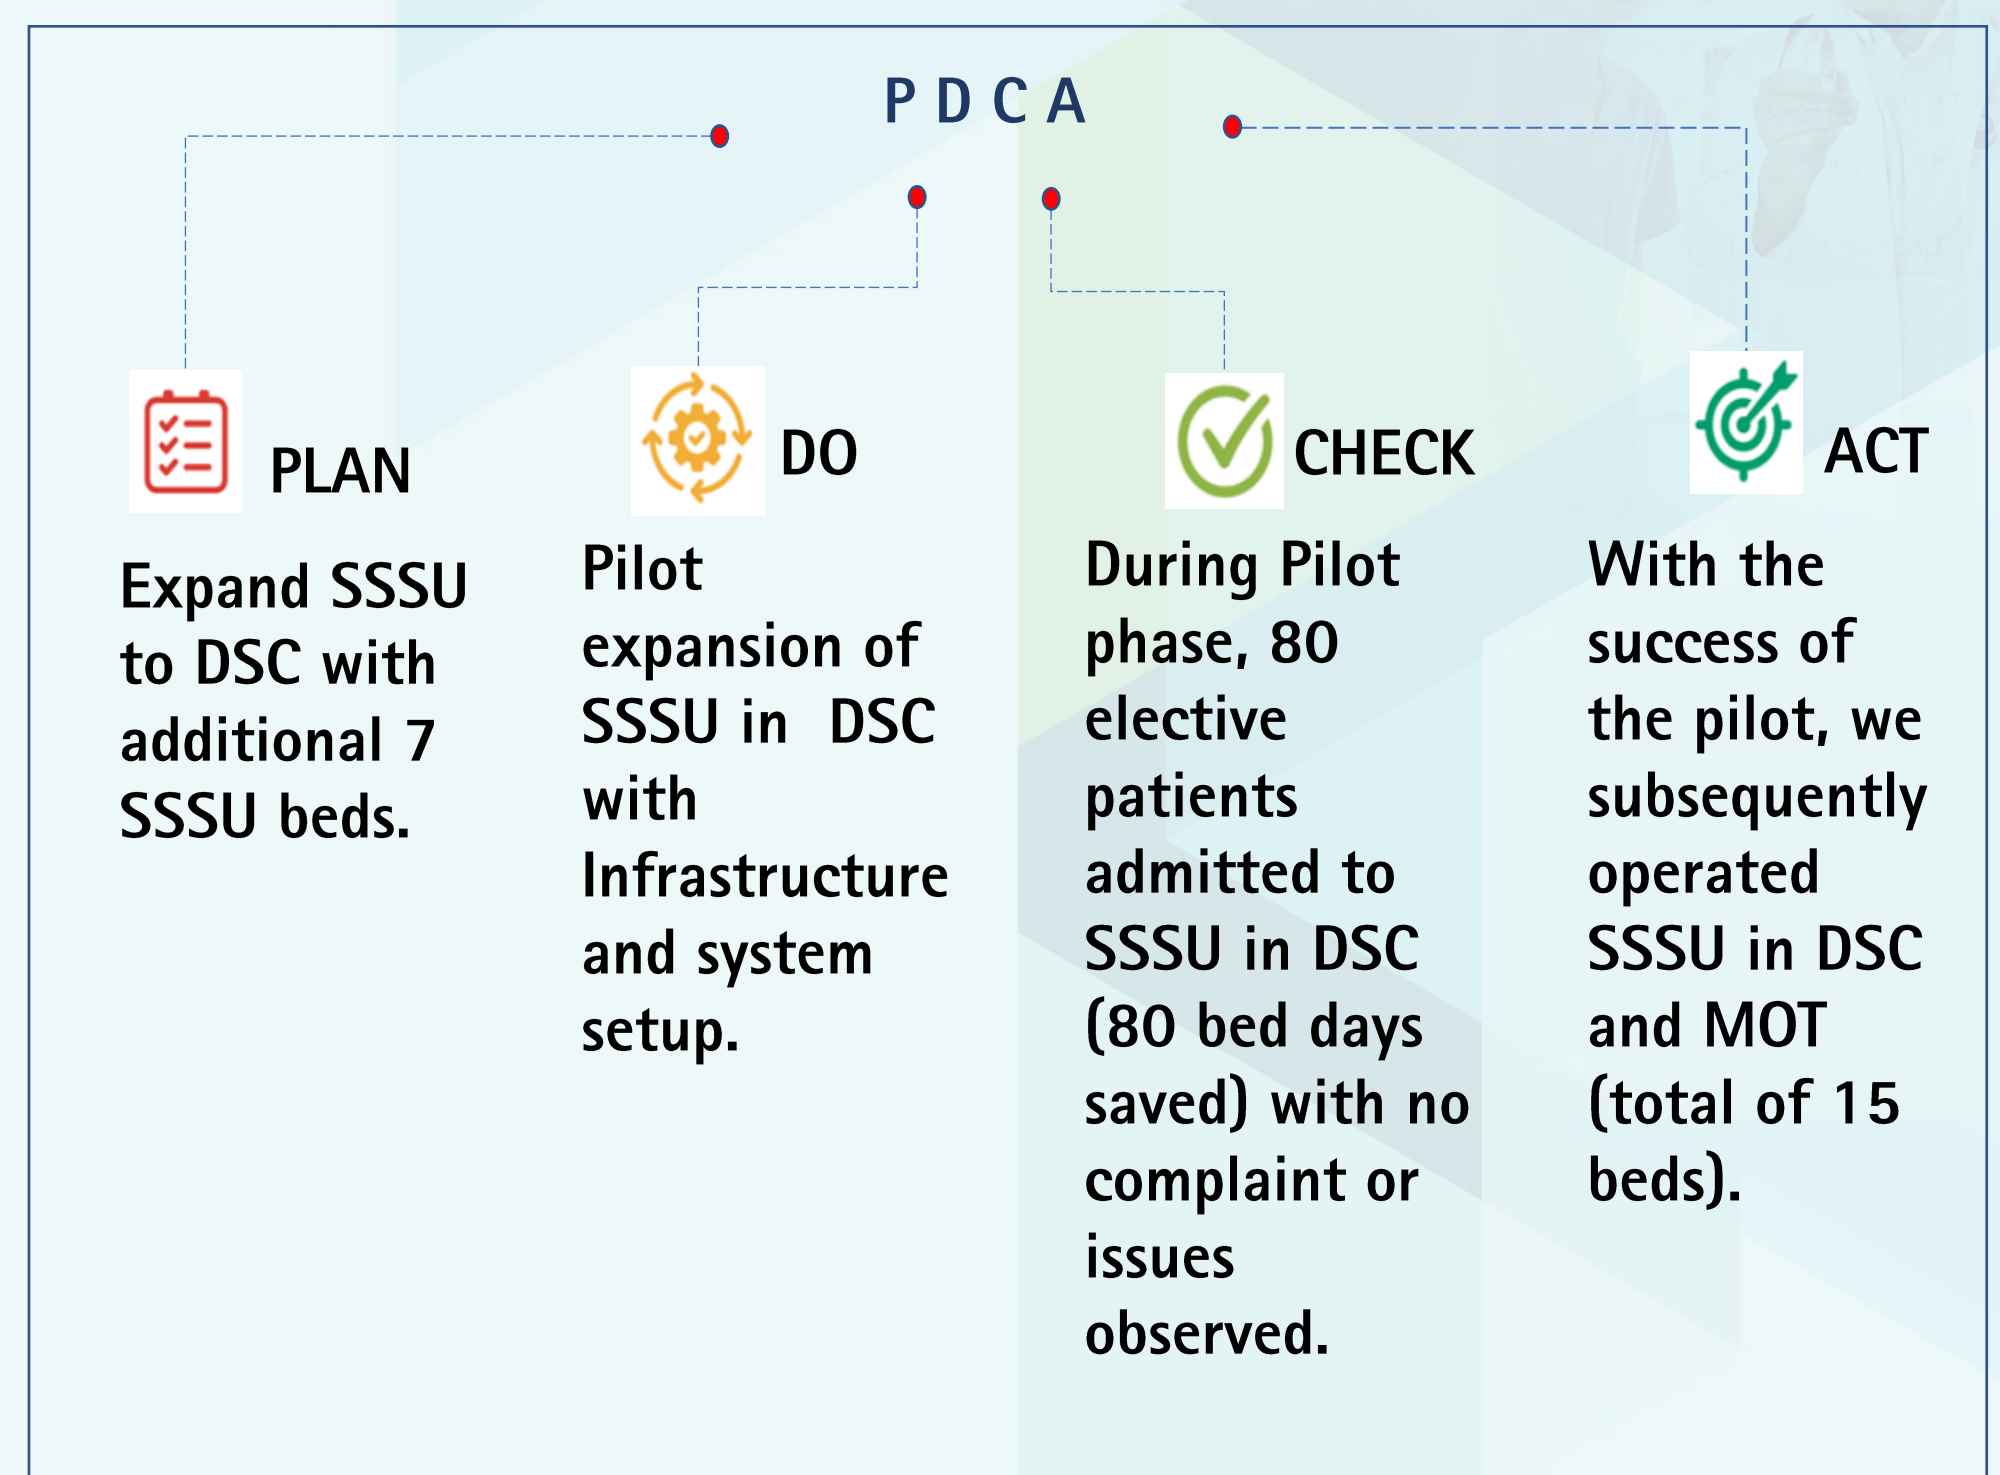 PDCA
PLAN
Expand SSSU
to DSC with
additional 7
SSSU beds.
DO
Pilot
expansion of
SSSU in  DSC
with
Infrastructure
and system
setup.
CHECK
During Pilot
phase, 80
elective
patients
admitted to
SSSU in DSC
(80 bed days
saved) with no
complaint or
issues
observed.
ACT
With the
success of
the pilot, we
subsequently
operated
SSSU in DSC
and MOT
(total of 15
beds).